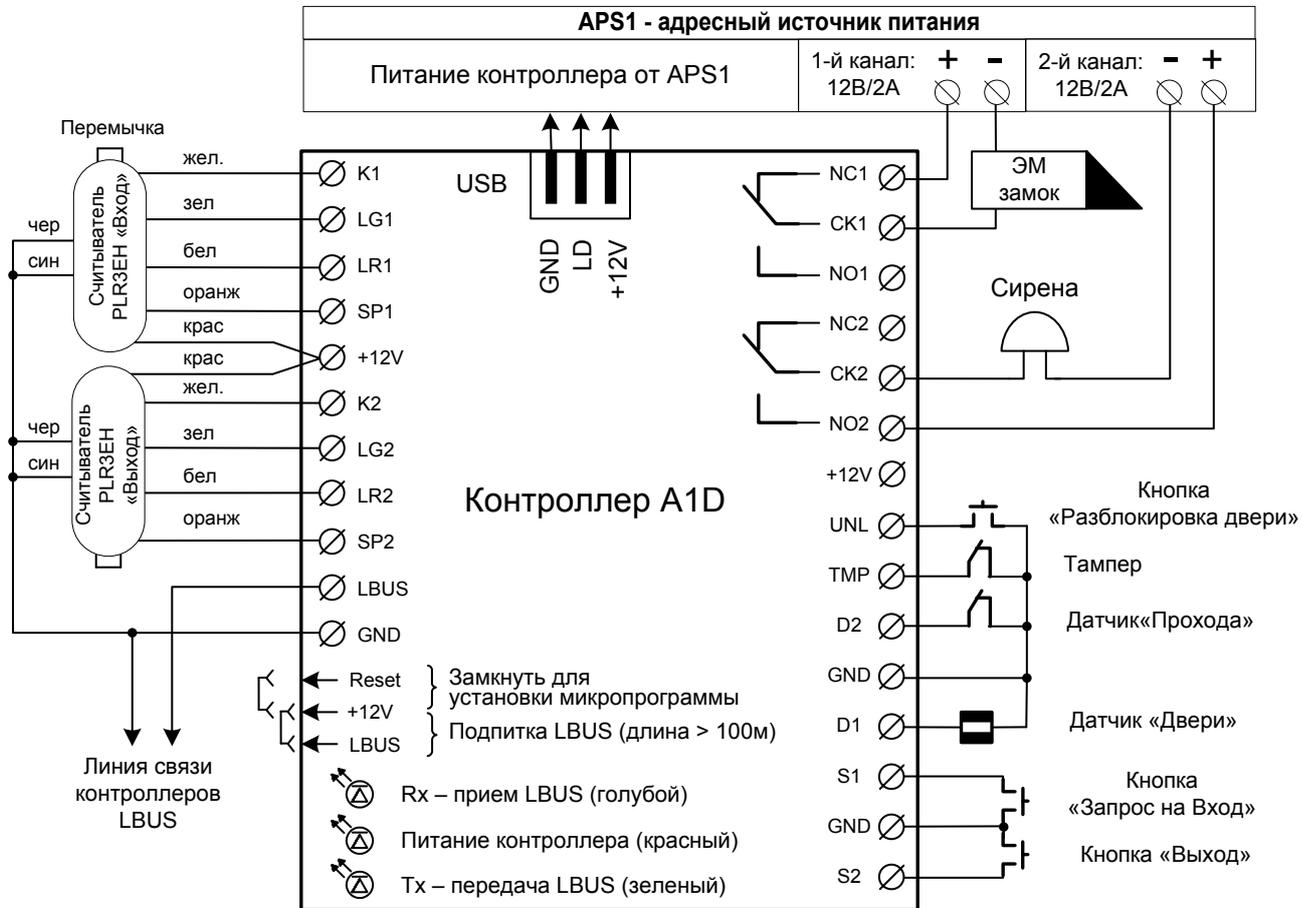 APS1 - адресный источник питания
Питание контроллера от APS1
1-й канал:
12В/2А
+
-
2-й канал:
12В/2А
-
+
Перемычка
Считыватель
PLR3EH «Вход»
чер
син
жел.
зел
бел
оранж
крас
крас
жел.
зел
бел
оранж
Считыватель
PLR3EH
«Выход»
чер
син
K1
LG1
LR1
SP1
+12V
K2
LG2
LR2
SP2
LBUS
GND
USB
GND
LD
+12V
Контроллер A1D
Reset
+12V
LBUS
Замкнуть для
установки микропрограммы
Подпитка LBUS (длина > 100м)
Rx – прием LBUS (голубой)
Питание контроллера (красный)
Tx – передача LBUS (зеленый)
Линия связи
контроллеров
LBUS
NC1
CK1
NO1
NC2
CK2
NO2
+12V
UNL
TMP
D2
GND
D1
S1
GND
S2
ЭМ
замок
Сирена
Кнопка
«Разблокировка двери»
Тампер
Датчик«Прохода»
Датчик «Двери»
Кнопка
«Запрос на Вход»
Кнопка «Выход»